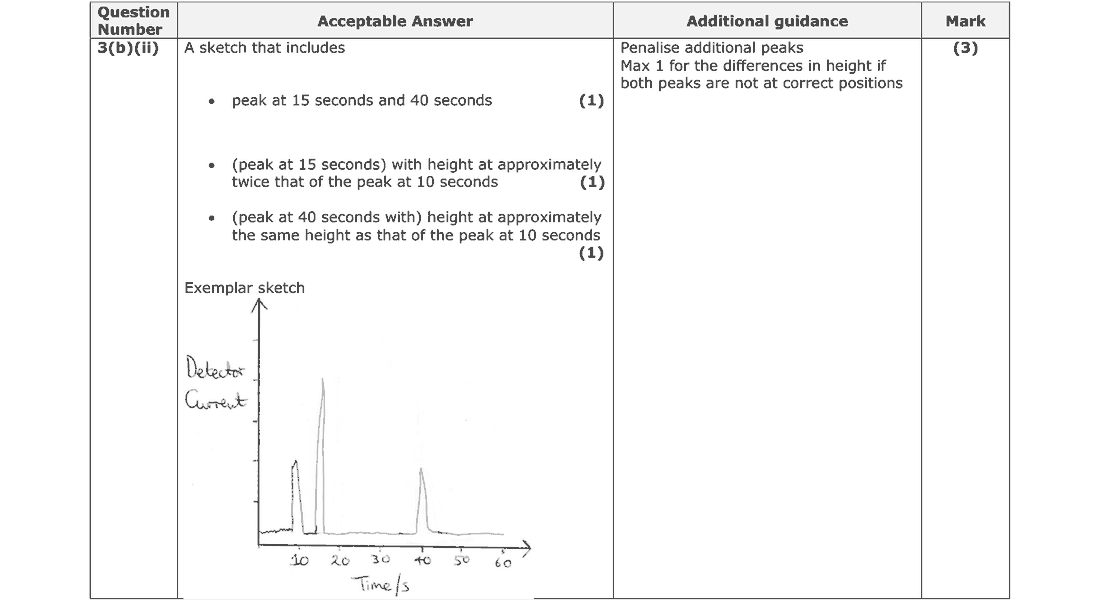 Question Number
Acceptable Answer
Additional guidance
Mark
3(b)(ii)
A sketch that includes
• peak at 15 seconds and 40 seconds (1)
• (peak at 15 seconds) with height at approximately
twice that of the peak at 10 seconds (1)
• (peak at 40 seconds with) height at approximately
the same height as that of the peak at 10 seconds
(1)
Exemplar sketch
Detector
Current
10 20 30 40 50 60
Time/s
Penalise additional peaks
Max 1 for the differences in height if
both peaks are not at correct positions
(3)